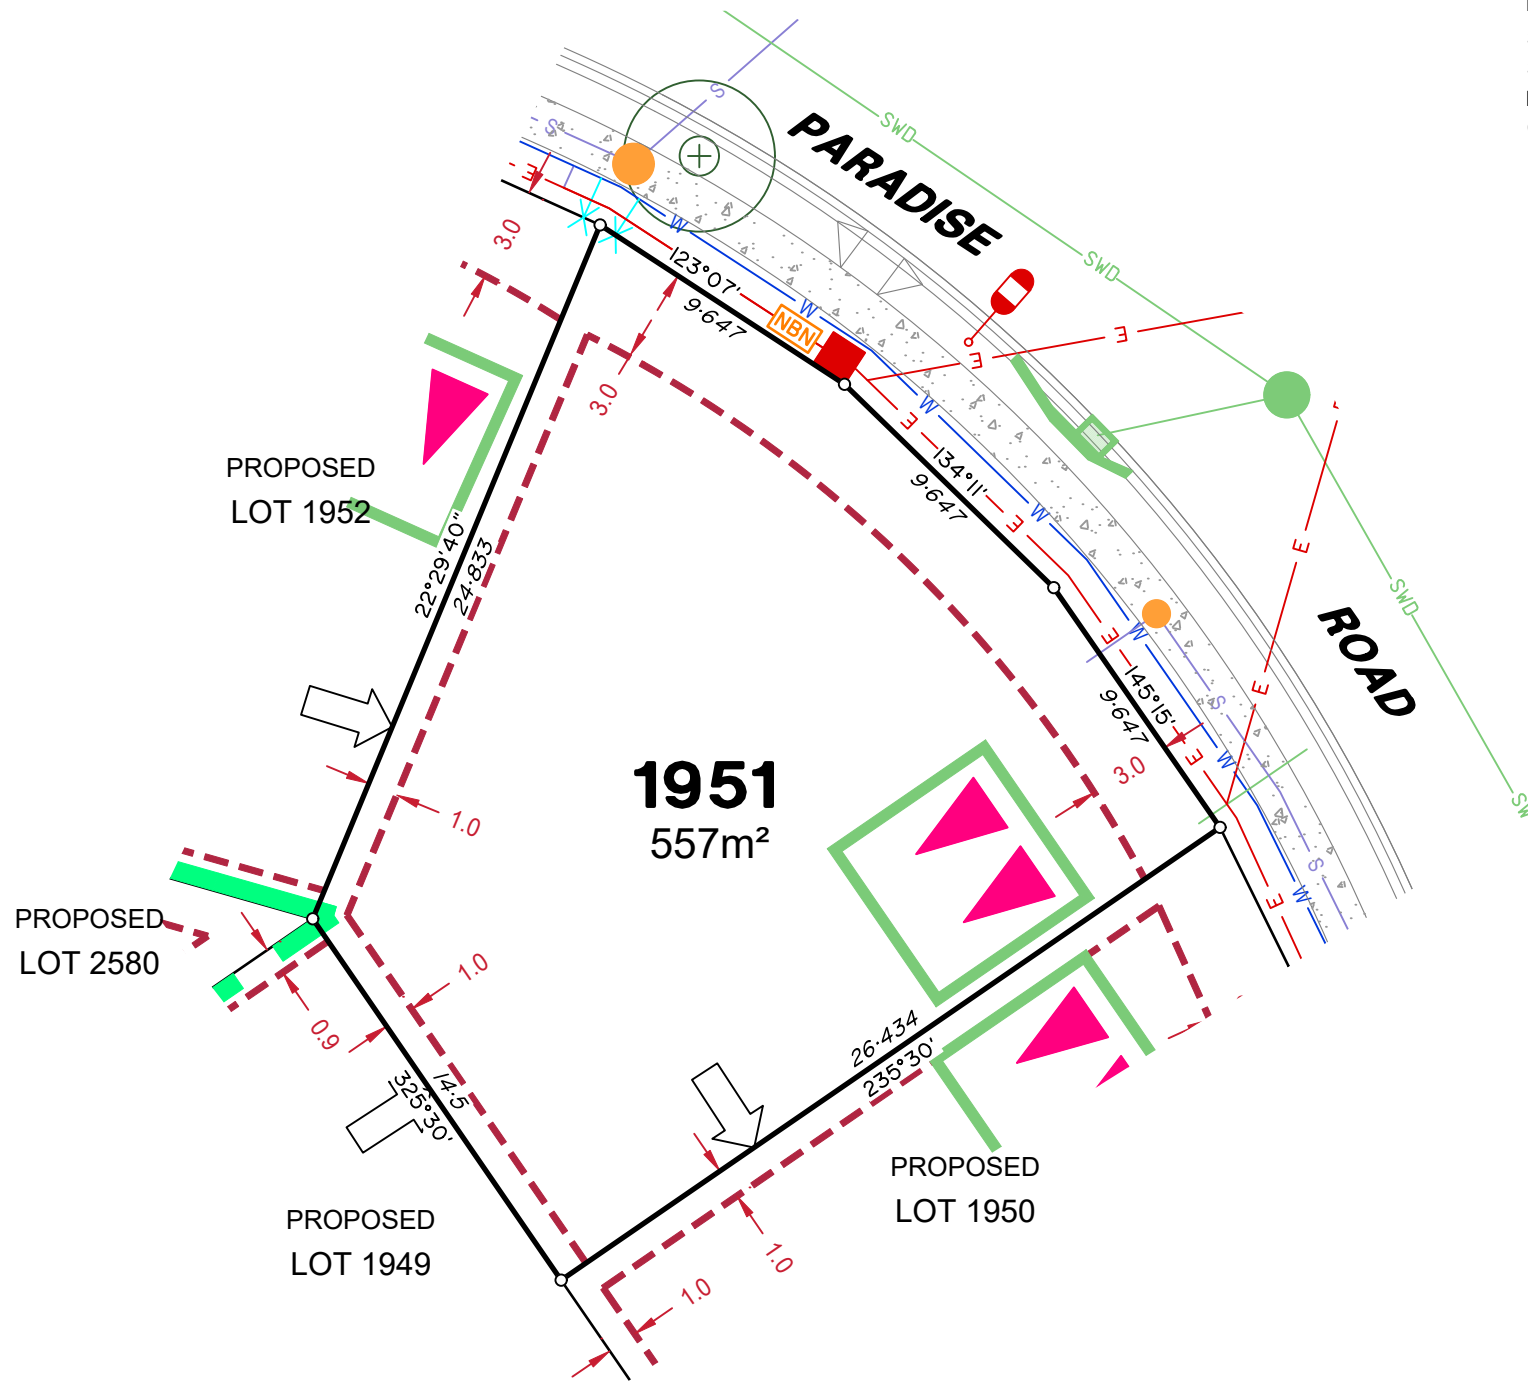 SWD
S
PARADISE
S
E
3.0
W
123°07'
9·647
W
NBN
SWD
E
E
3.0
W
E
134°11'
9·647
W
E
PROPOSED
LOT 1952
22°29'40"
24·833
E
SWD
ROAD
W
E
145°15'
9·647
S
E
W
E
3.0
1951
557m²
1.0
SW
S
E
W
PROPOSED
LOT 2580
1.0
0.9
26·434
235°30'
14·5
325°30'
PROPOSED
LOT 1950
PROPOSED
LOT 1949
1.0
1.0